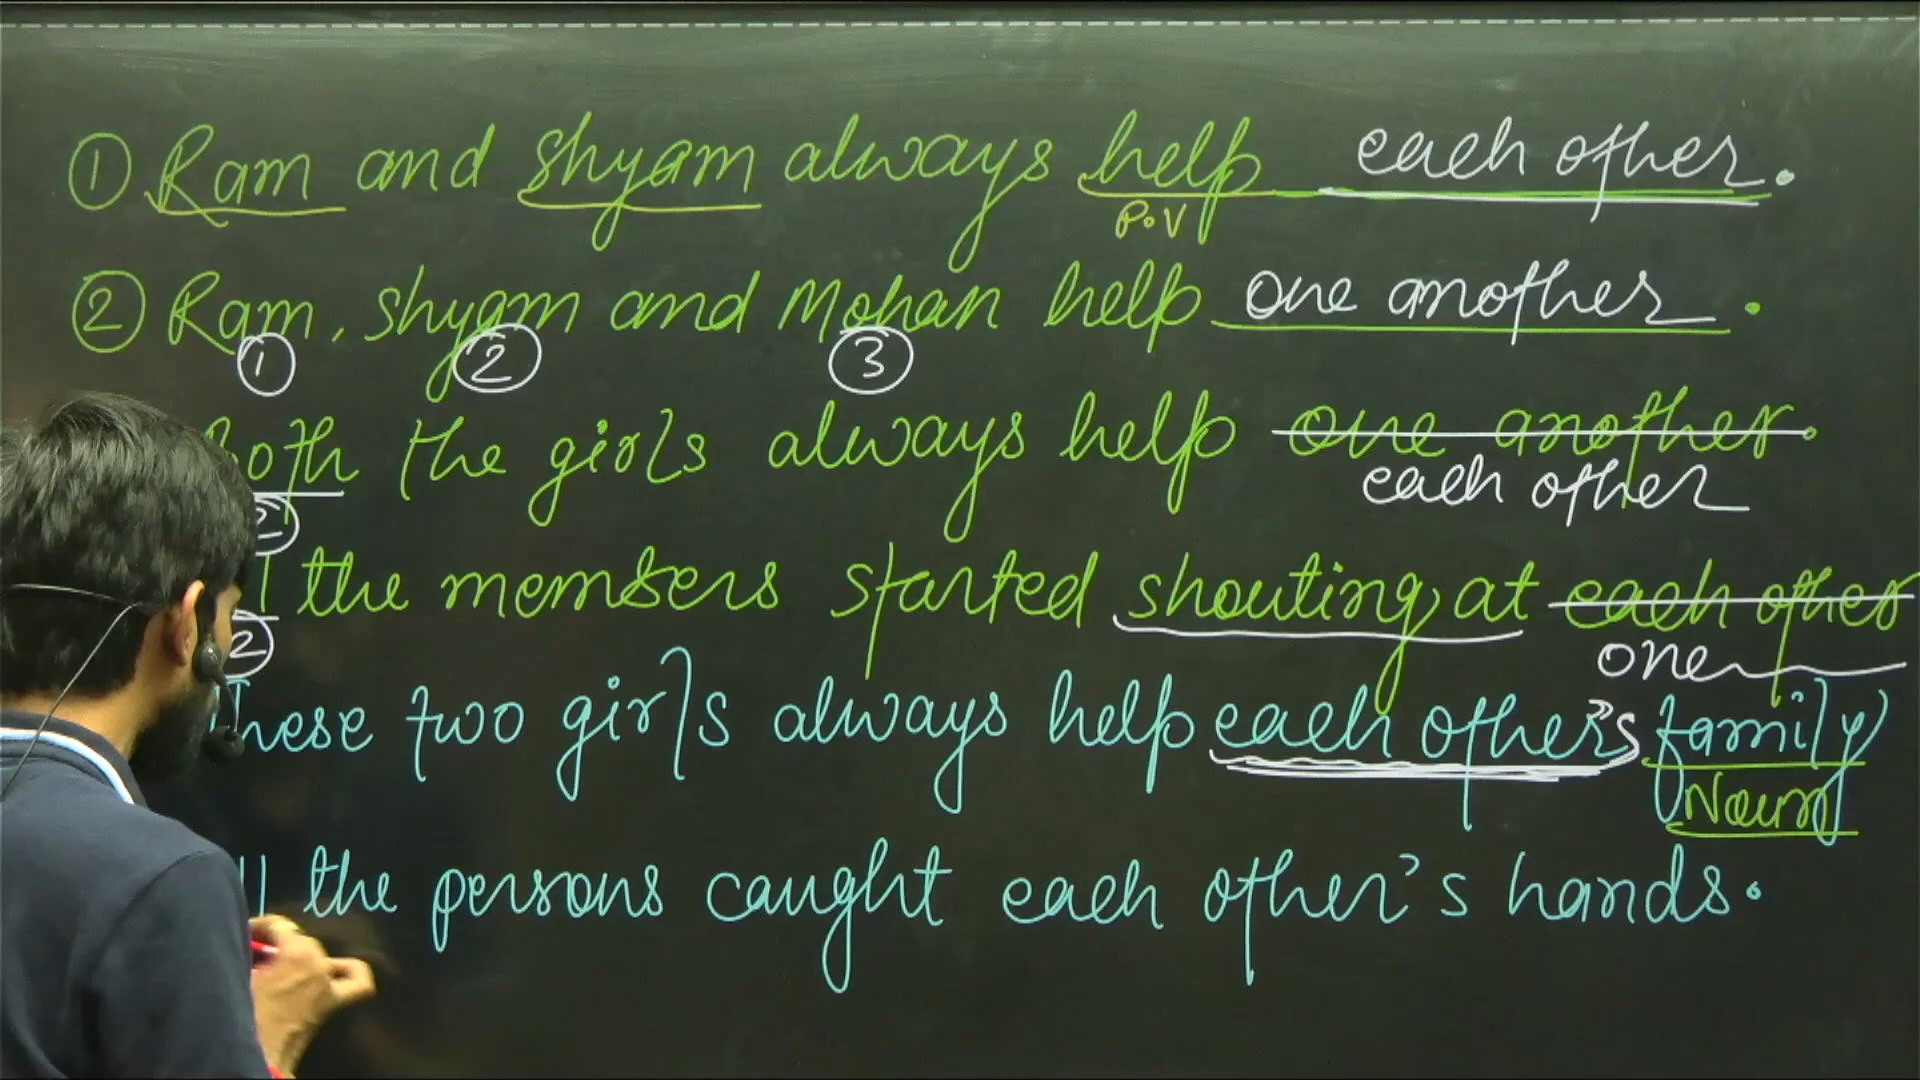 ① Ram and Shyam always help each other.
P.V
② Ram, Shyam and Mohan help one another.
① ② ③
oth the girls always help one another.
each other
②
the members started shouting at each other
one
②
hese two girls always help each other's family
Noun
the persons caught each other's hands.